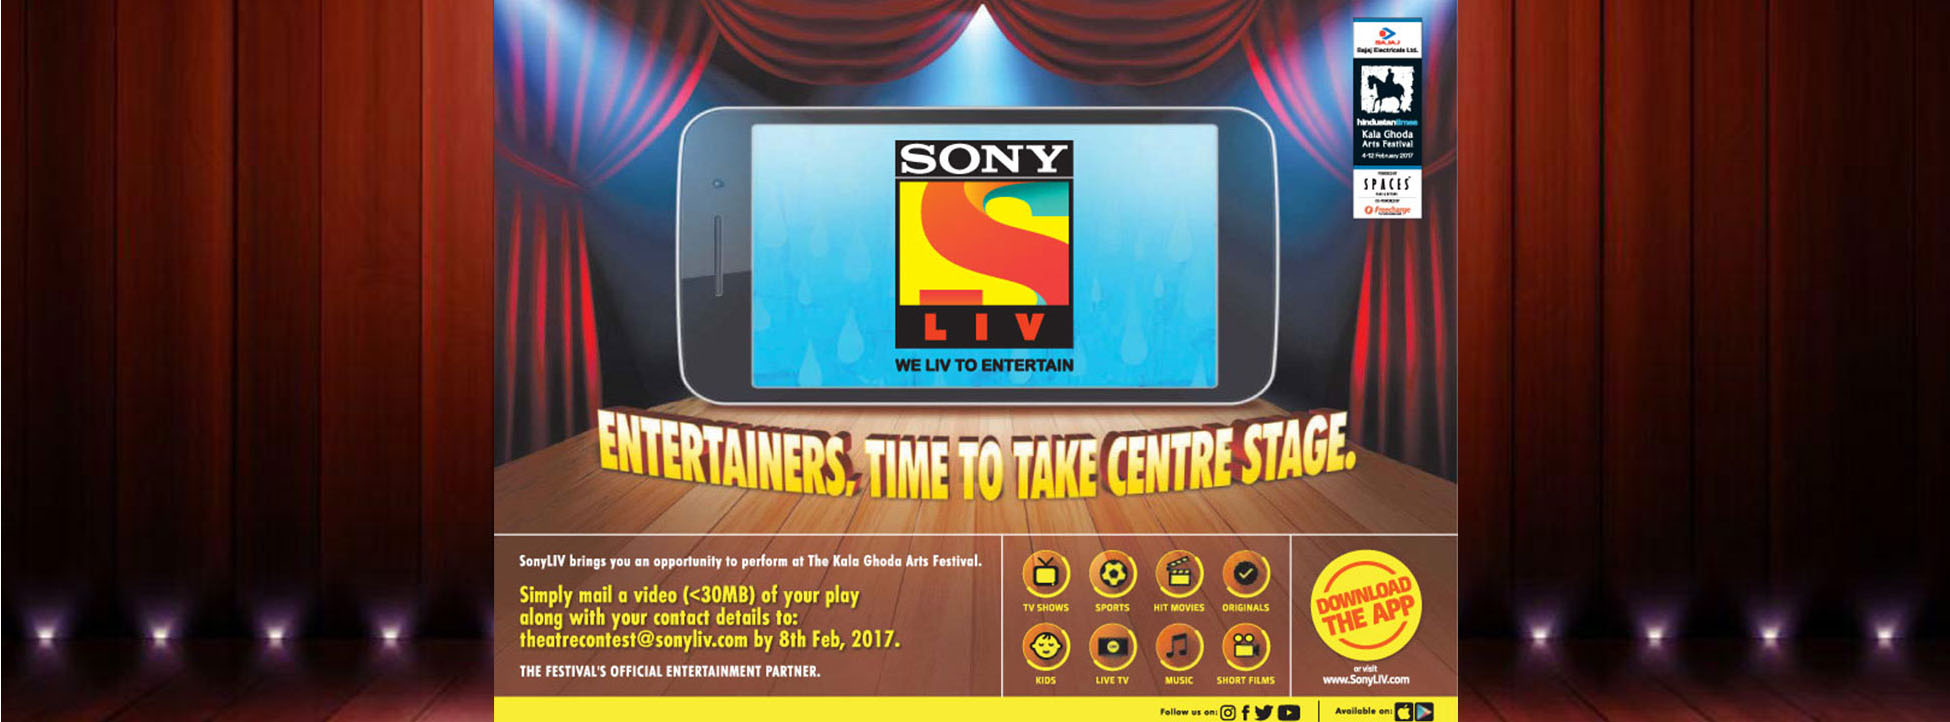 BAJAJ
Bajaj Electricals Ltd.
hindustantimes
Kala Ghoda
Arts Festival
4-12 February 2017
SPACES
Freecharge
SONY
LIV
WE LIV TO ENTERTAIN
ENTERTAINERS, TIME TO TAKE CENTRE STAGE.
SonyLIV brings you an opportunity to perform at The Kala Ghoda Arts Festival.
Simply mail a video (<30MB) of your play
along with your contact details to:
theatrecontest@sonyliv.com by 8th Feb, 2017.
THE FESTIVAL'S OFFICIAL ENTERTAINMENT PARTNER.
TV SHOWS
SPORTS
HIT MOVIES
ORIGINALS
KIDS
LIVE TV
MUSIC
SHORT FILMS
DOWNLOAD
THE APP
or visit
www.SonyLIV.com
Follow us on:
Available on: